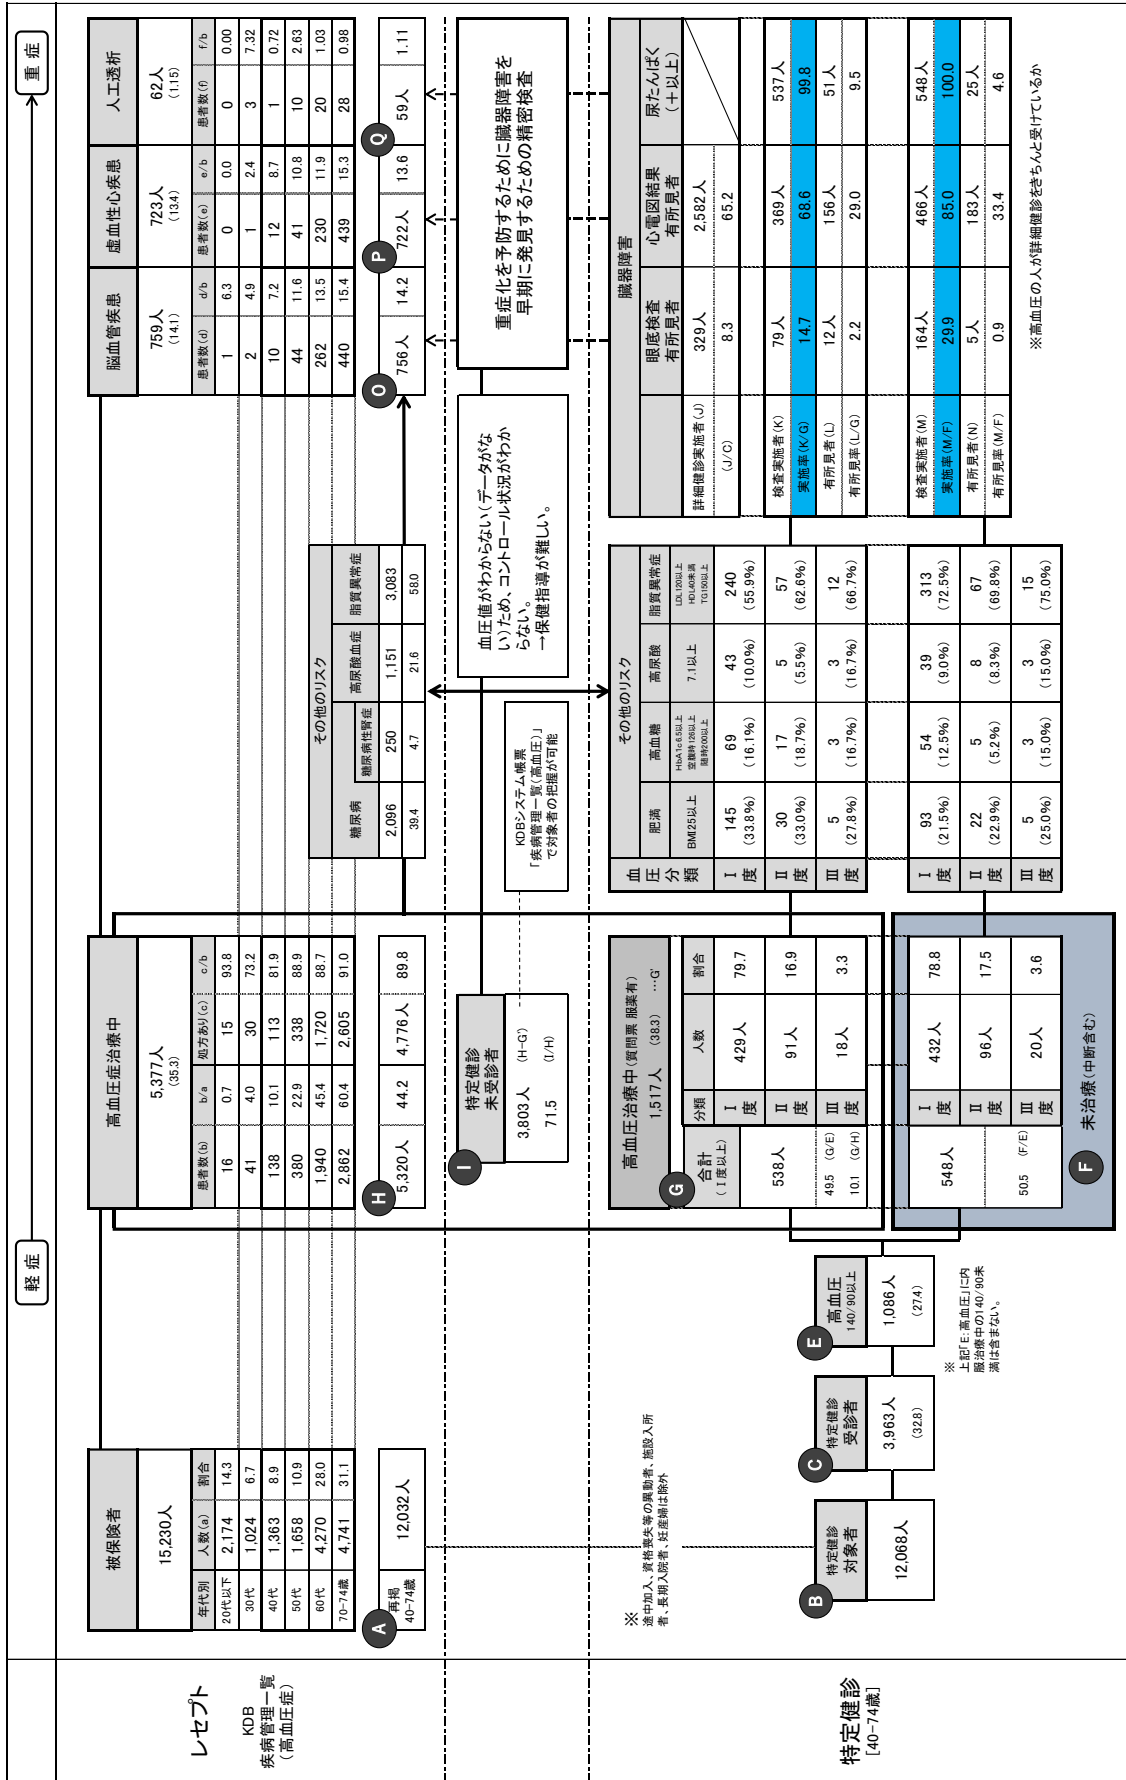 軽症
重症
レセプト
KDB
疾病管理一覧
(高血圧症)
被保険者
15,230人
年代別 人数(a) 割合
20代以下 2,174 14.3
30代 1,024 6.7
40代 1,363 8.9
50代 1,658 10.9
60代 4,270 28.0
70-74歳 4,741 31.1
A
再掲
40-74歳
12,032人
高血圧症治療中
5,377人
(35.3)
患者数(b) b/a 処方あり(c) c/b
16 0.7 15 93.8
41 4.0 30 73.2
138 10.1 113 81.9
380 22.9 338 88.9
1,940 45.4 1,720 88.7
2,862 60.4 2,605 91.0
H
5,320人 44.2 4,776人 89.8
その他のリスク
糖尿病 糖尿病性腎症 高尿酸血症 脂質異常症
2,096 250 1,151 3,083
39.4 4.7 21.6 58.0
脳血管疾患 虚血性心疾患 人工透析
759人 723人 62人
(14.1) (13.4) (1.15)
患者数(d) d/b 患者数(e) e/b 患者数(f) f/b
1 6.3 0 0.0 0 0.00
2 4.9 1 2.4 3 7.32
10 7.2 12 8.7 1 0.72
44 11.6 41 10.8 10 2.63
262 13.5 230 11.9 20 1.03
440 15.4 439 15.3 28 0.98
O P Q
756人 14.2 722人 13.6 59人 1.11
I
特定健診
未受診者
3,803人 (H-G')
71.5 (I/H)
KDBシステム帳票
「疾病管理一覧(高血圧)」
で対象者の把握が可能
血圧値がわからない(データがな
い)ため、コントロール状況がわか
らない。
→保健指導が難しい。
重症化を予防するために臓器障害を
早期に発見するための精密検査
特定健診
[40-74歳]
※
途中加入、資格喪失等の異動者、施設入所
者、長期入院者、妊産婦は除外
B
特定健診
対象者
12,068人
C
特定健診
受診者
3,963人
(32.8)
E
高血圧
140/90以上
1,086人
(27.4)
※
上記「E:高血圧」に内
服治療中の140/90未
満は含まない。
高血圧治療中(質問票 服薬有)
1,517人 (38.3) …G'
G
合計
(Ⅰ度以上)
分類 人数 割合
538人
49.5 (G/E)
10.1 (G/H)
Ⅰ度 429人 79.7
Ⅱ度 91人 16.9
Ⅲ度 18人 3.3
548人
50.5 (F/E)
Ⅰ度 432人 78.8
Ⅱ度 96人 17.5
Ⅲ度 20人 3.6
F
未治療(中断含む)
血圧分類
その他のリスク
肥満 高血糖 高尿酸 脂質異常症
BMI25以上
HbA1c6.5以上
空腹時126以上
随時200以上
7.1以上
LDL120以上
HDL40未満
TG150以上
Ⅰ度 145 69 43 240
(33.8%) (16.1%) (10.0%) (55.9%)
Ⅱ度 30 17 5 57
(33.0%) (18.7%) (5.5%) (62.6%)
Ⅲ度 5 3 3 12
(27.8%) (16.7%) (16.7%) (66.7%)
Ⅰ度 93 54 39 313
(21.5%) (12.5%) (9.0%) (72.5%)
Ⅱ度 22 5 8 67
(22.9%) (5.2%) (8.3%) (69.8%)
Ⅲ度 5 3 3 15
(25.0%) (15.0%) (15.0%) (75.0%)
臓器障害
眼底検査
有所見者
心電図結果
有所見者
尿たんぱく
(+以上)
詳細健診実施者(J) 329人 2,582人
(J/C) 8.3 65.2
検査実施者(K) 79人 369人 537人
実施率(K/G) 14.7 68.6 99.8
有所見者(L) 12人 156人 51人
有所見率(L/G) 2.2 29.0 9.5
検査実施者(M) 164人 466人 548人
実施率(M/F) 29.9 85.0 100.0
有所見者(N) 5人 183人 25人
有所見率(M/F) 0.9 33.4 4.6
※高血圧の人が詳細健診をきちんと受けているか